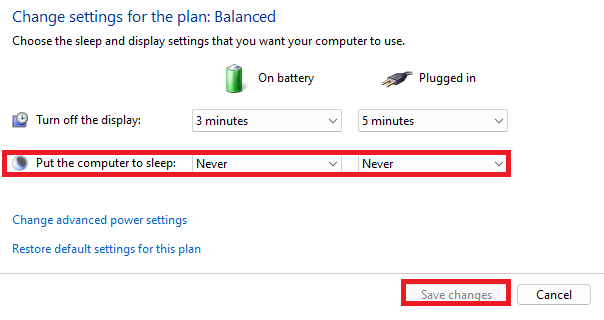 Change settings for the plan: Balanced
Choose the sleep and display settings that you want your computer to use.
On battery Plugged in
Turn off the display: 3 minutes 5 minutes
Put the computer to sleep: Never Never
Change advanced power settings
Restore default settings for this plan
Save changes Cancel